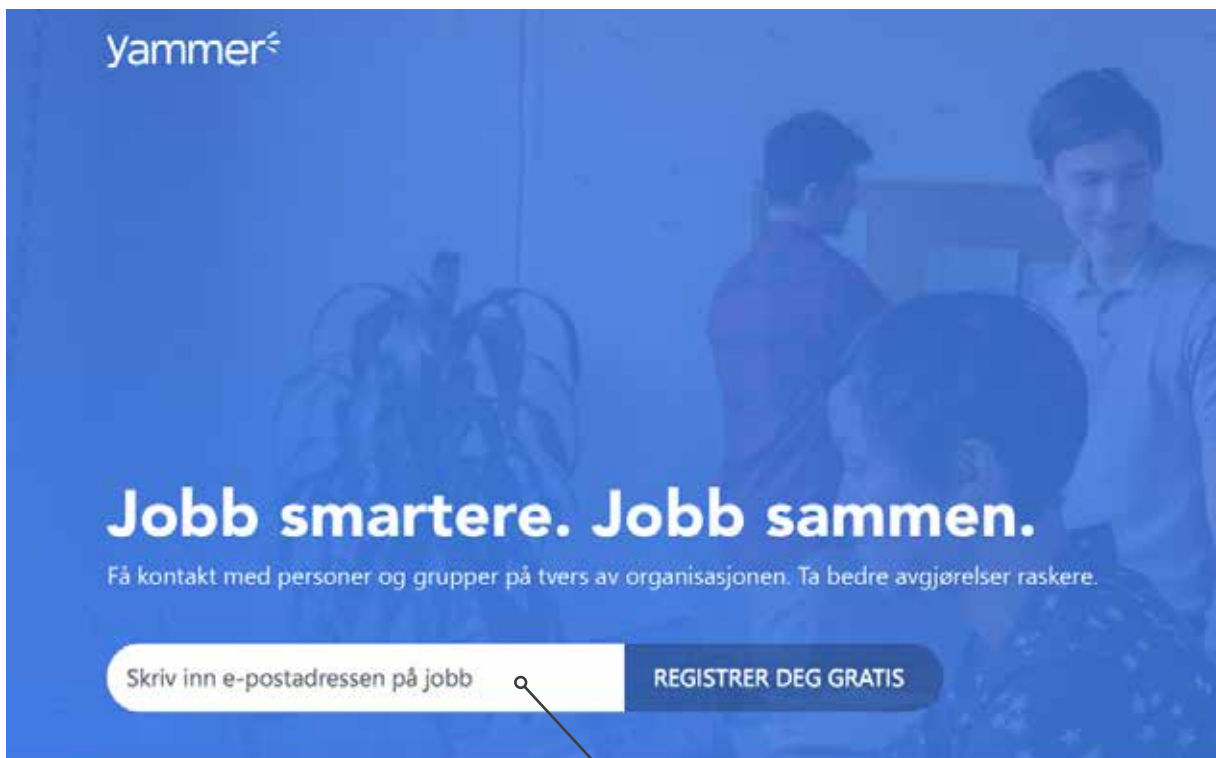 yammer
Jobb smartere. Jobb sammen.
Få kontakt med personer og grupper på tvers av organisasjonen. Ta bedre avgjørelser raskere.
Skriv inn e-postadressen på jobb
REGISTRER DEG GRATIS